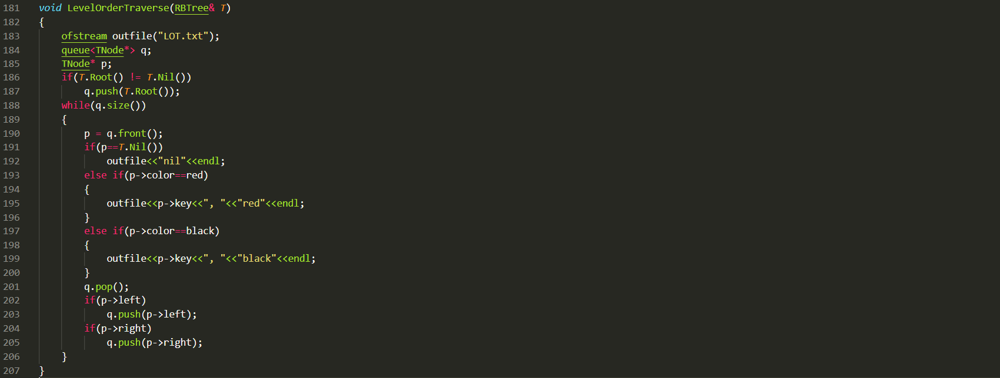 181 void LevelOrderTraverse(RBTree& T)
182 {
183     ofstream outfile("LOT.txt");
184     queue<TNode*> q;
185     TNode* p;
186     if(T.Root() != T.Nil())
187         q.push(T.Root());
188     while(q.size())
189     {
190         p = q.front();
191         if(p==T.Nil())
192             outfile<<"nil"<<endl;
193         else if(p->color==red)
194         {
195             outfile<<p->key<<", "<<"red"<<endl;
196         }
197         else if(p->color==black)
198         {
199             outfile<<p->key<<", "<<"black"<<endl;
200         }
201         q.pop();
202         if(p->left)
203             q.push(p->left);
204         if(p->right)
205             q.push(p->right);
206     }
207 }